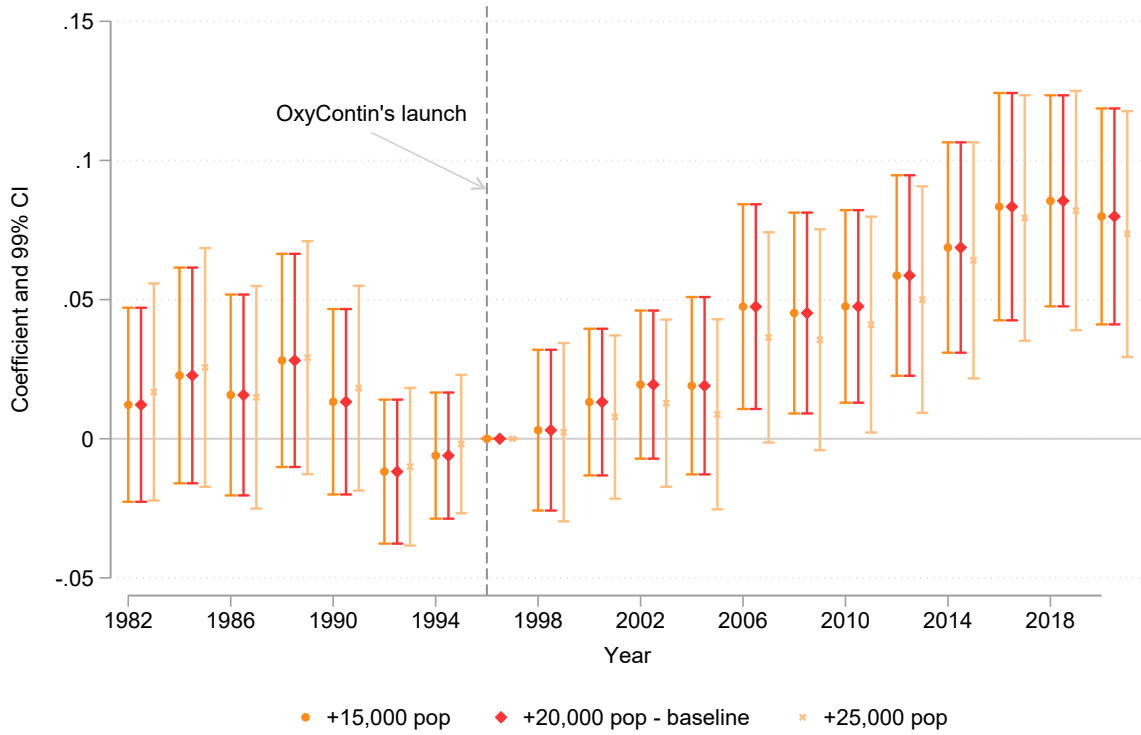 Coefficient and 99% CI
.15
.1
.05
0
-.05
OxyContin's launch
1982 1986 1990 1994 1998 2002 2006 2010 2014 2018
Year
+15,000 pop +20,000 pop - baseline +25,000 pop